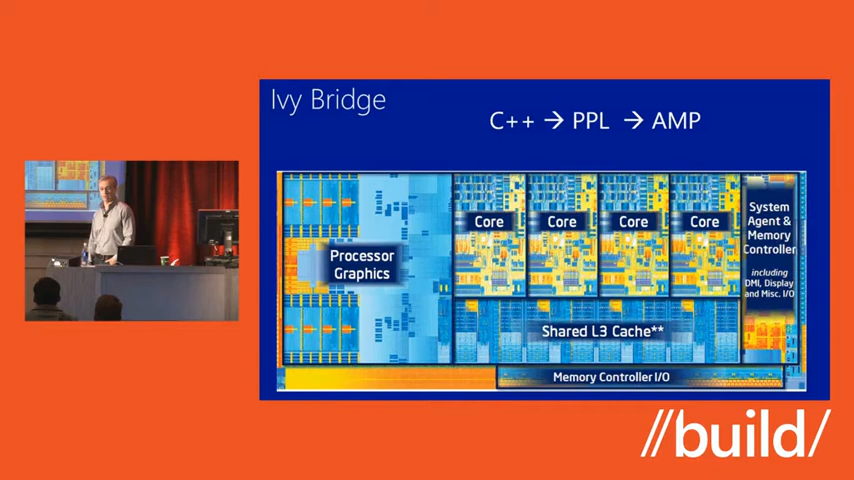 Ivy Bridge
C++ → PPL → AMP
Processor
Graphics
Core
Core
Core
Core
System
Agent &
Memory
Controller
including
DMI, Display
and Misc. I/O
Shared L3 Cache**
Memory Controller I/O
//build/